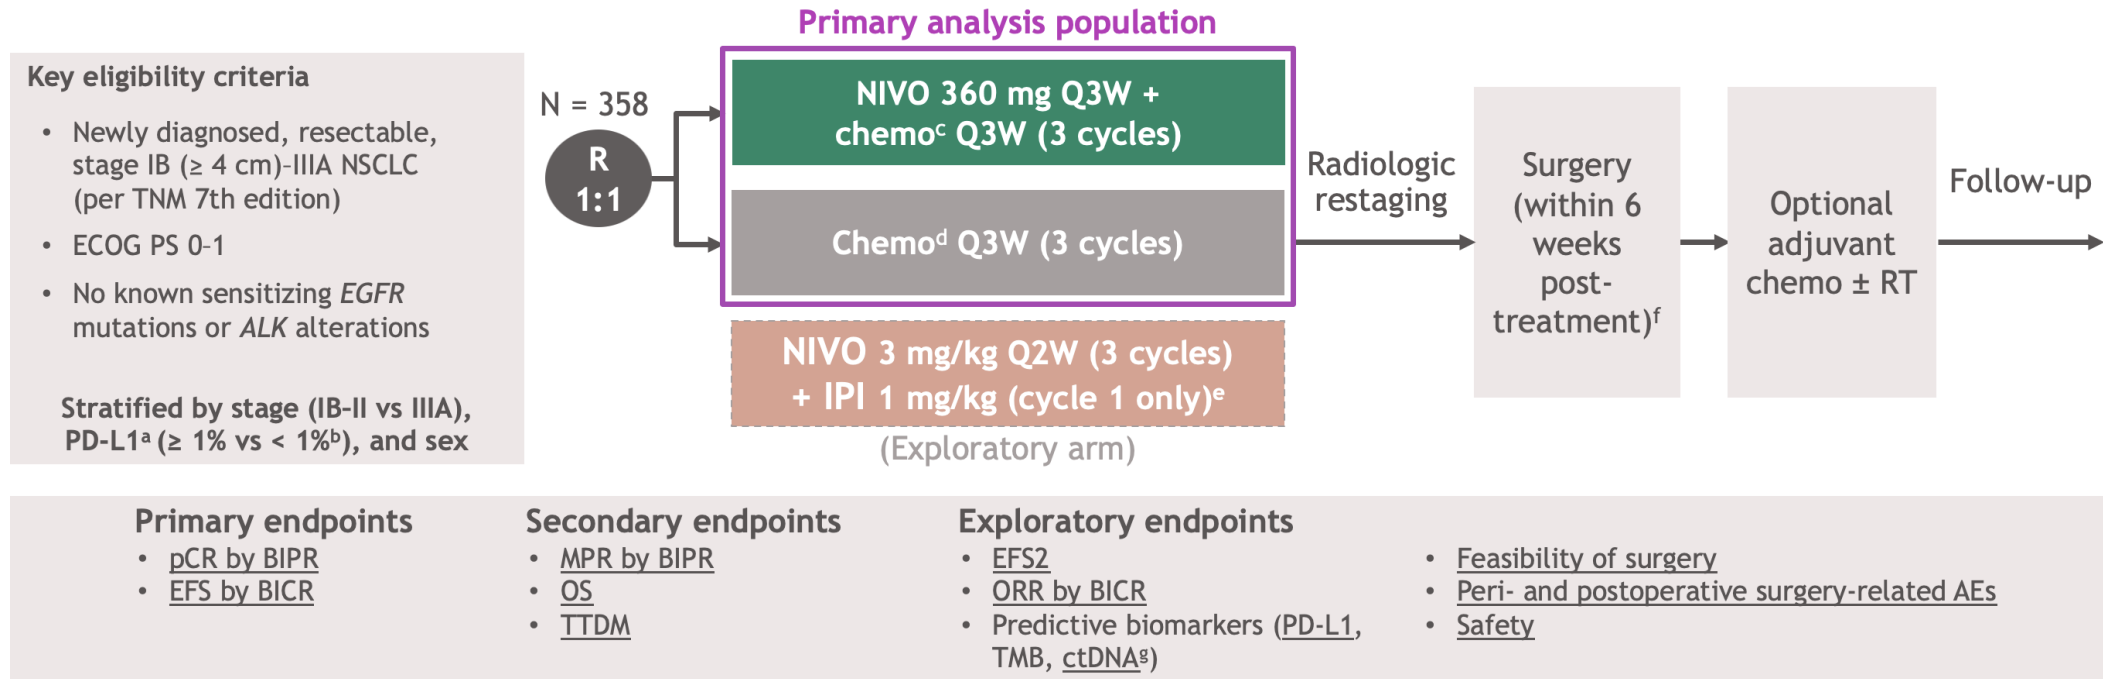 Primary analysis population
Key eligibility criteria
• Newly diagnosed, resectable,
stage IB (≥ 4 cm)–IIIA NSCLC
(per TNM 7th edition)
• ECOG PS 0–1
• No known sensitizing EGFR
mutations or ALK alterations
Stratified by stage (IB–II vs IIIA),
PD-L1ᵃ (≥ 1% vs < 1%ᵇ), and sex
N = 358
R
1:1
NIVO 360 mg Q3W +
chemoᶜ Q3W (3 cycles)
Chemoᵈ Q3W (3 cycles)
NIVO 3 mg/kg Q2W (3 cycles)
+ IPI 1 mg/kg (cycle 1 only)ᵉ
(Exploratory arm)
Radiologic
restaging
Surgery
(within 6
weeks
post-
treatment)ᶠ
Optional
adjuvant
chemo ± RT
Follow-up
Primary endpoints
• pCR by BIPR
• EFS by BICR
Secondary endpoints
• MPR by BIPR
• OS
• TTDM
Exploratory endpoints
• EFS2
• ORR by BICR
• Predictive biomarkers (PD-L1,
TMB, ctDNAᵍ)
• Feasibility of surgery
• Peri- and postoperative surgery-related AEs
• Safety